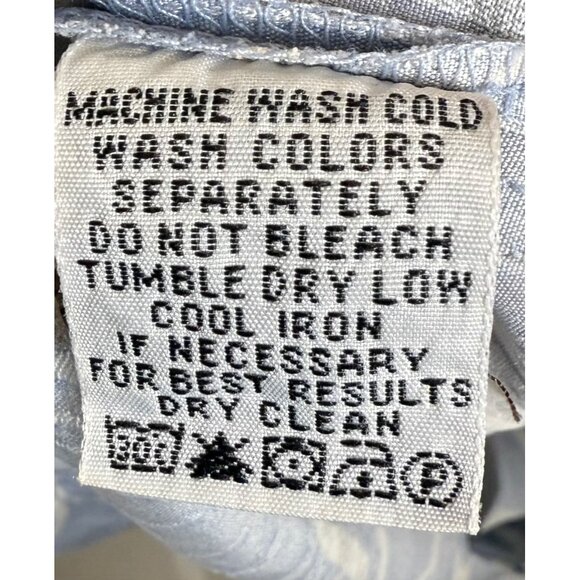 MACHINE WASH COLD
WASH COLORS
SEPARATELY
DO NOT BLEACH
TUMBLE DRY LOW
COOL IRON
IF NECESSARY
FOR BEST RESULTS
DRY CLEAN
30C P